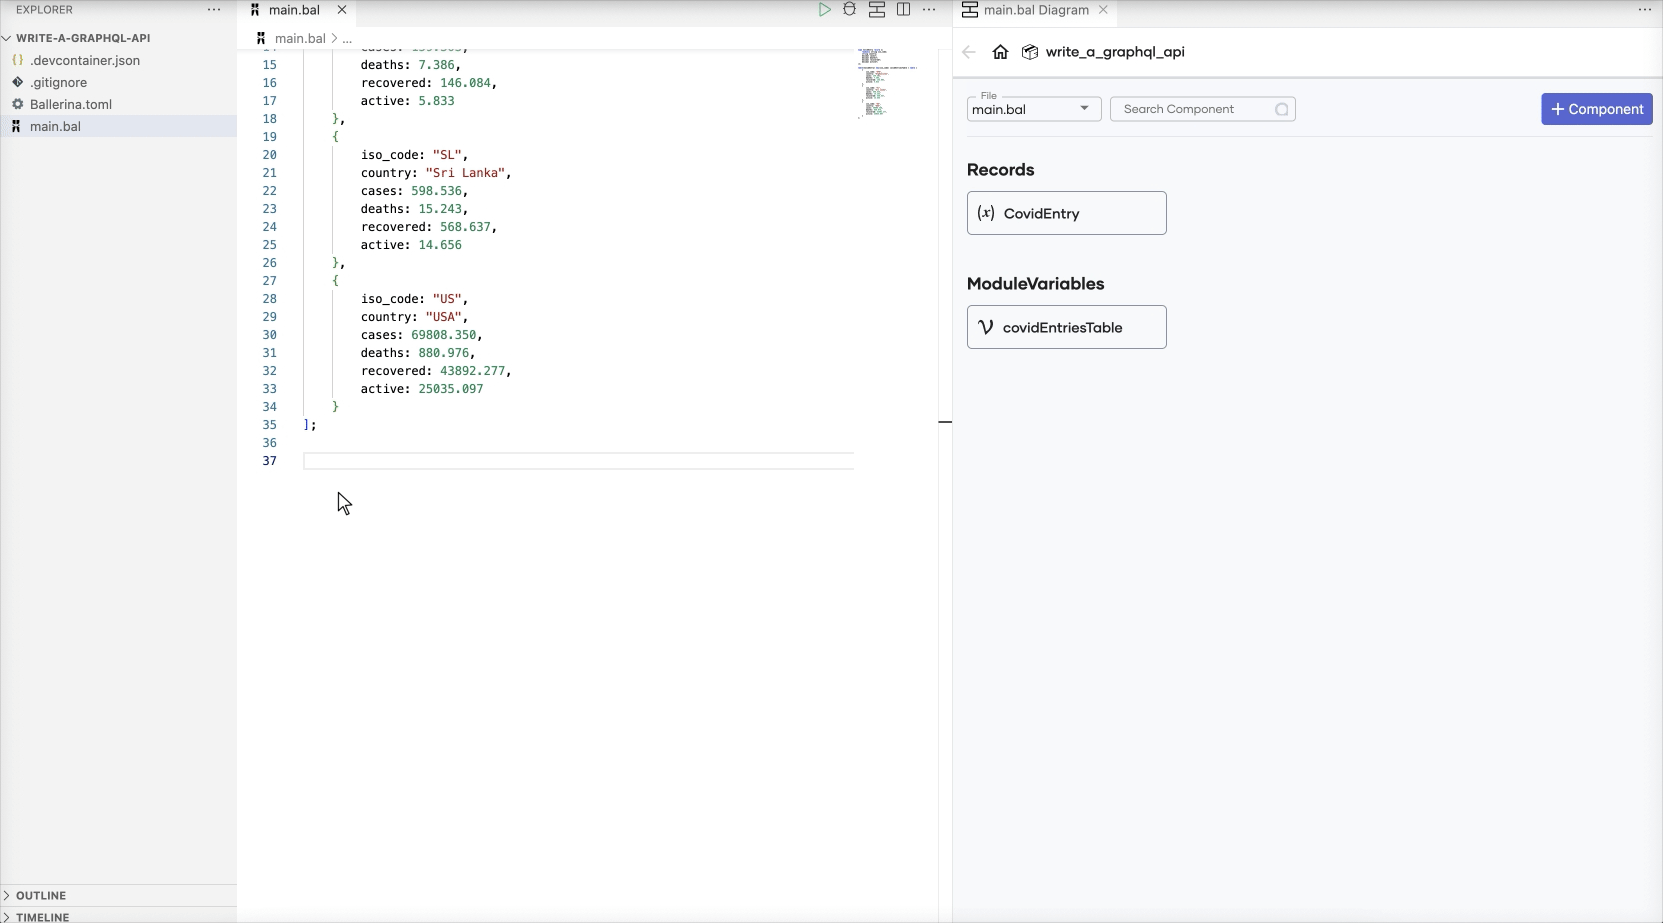 EXPLORER
WRITE-A-GRAPHQL-API
.devcontainer.json
.gitignore
Ballerina.toml
main.bal
OUTLINE
TIMELINE
main.bal
main.bal > ...
15 deaths: 7.386,
16 recovered: 146.084,
17 active: 5.833
18 },
19 {
20 iso_code: "SL",
21 country: "Sri Lanka",
22 cases: 598.536,
23 deaths: 15.243,
24 recovered: 568.637,
25 active: 14.656
26 },
27 {
28 iso_code: "US",
29 country: "USA",
30 cases: 69808.350,
31 deaths: 880.976,
32 recovered: 43892.277,
33 active: 25035.097
34 }
35 ];
36
37
main.bal Diagram
write_a_graphql_api
File
main.bal
Search Component
+ Component
Records
(x) CovidEntry
ModuleVariables
V covidEntriesTable